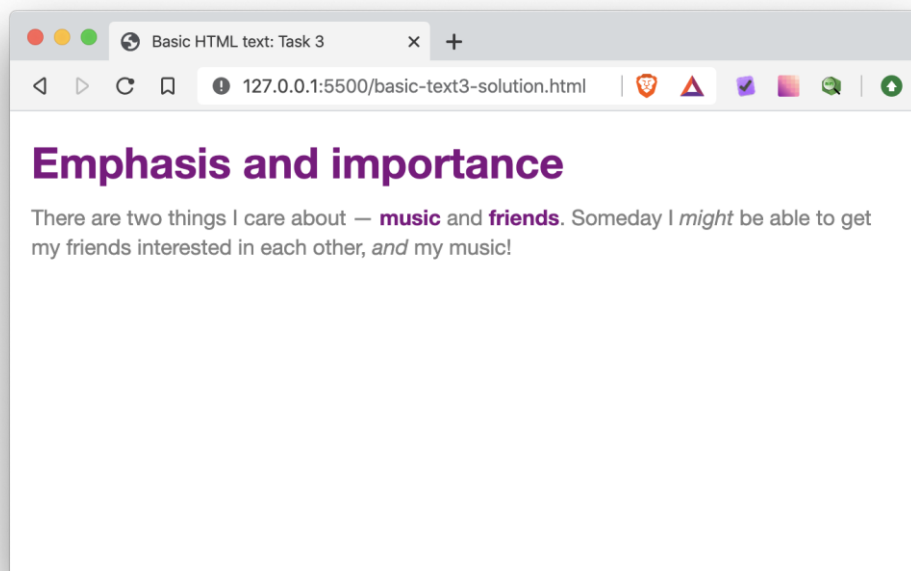 Basic HTML text: Task 3
127.0.0.1:5500/basic-text3-solution.html
Emphasis and importance
There are two things I care about — music and friends. Someday I might be able to get
my friends interested in each other, and my music!